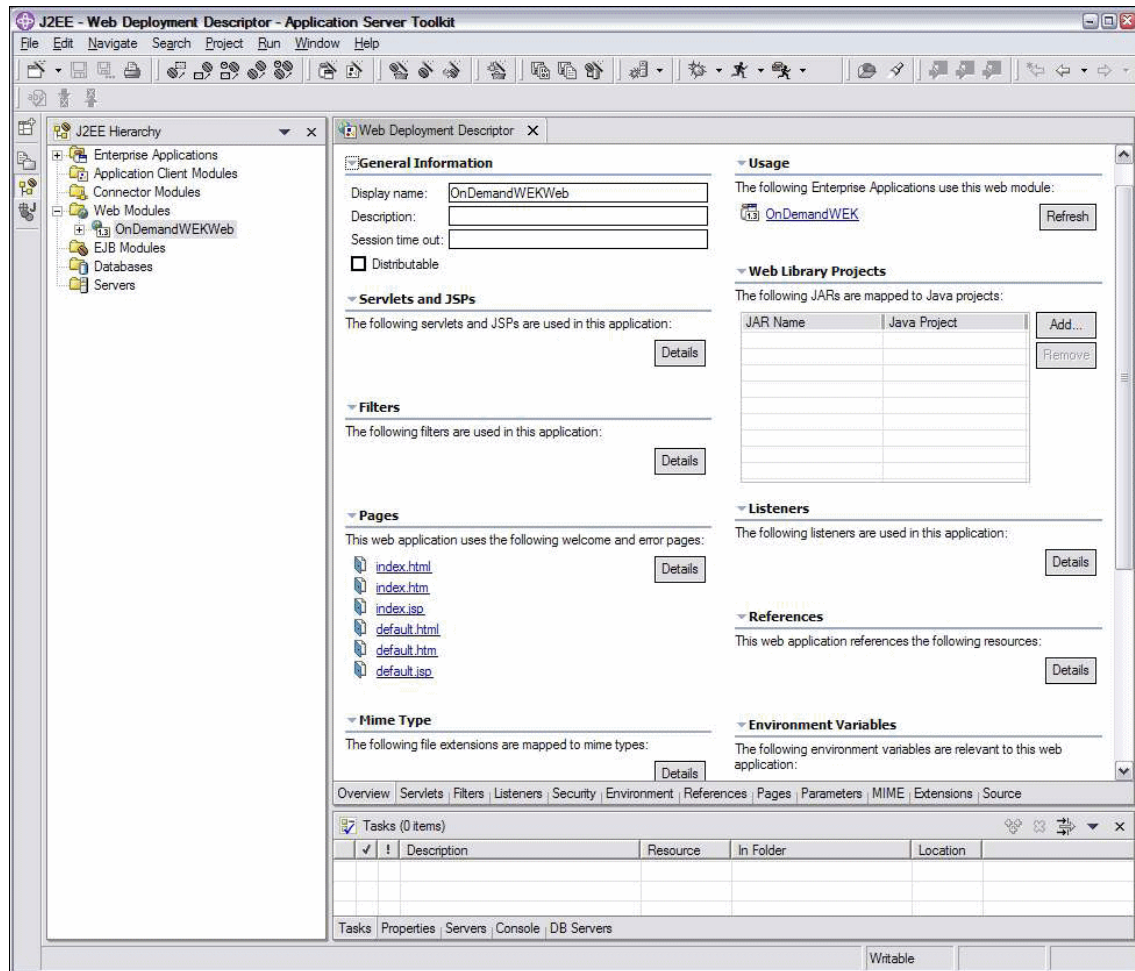 J2EE - Web Deployment Descriptor - Application Server Toolkit
File Edit Navigate Search Project Run Window Help
J2EE Hierarchy
Enterprise Applications
Application Client Modules
Connector Modules
Web Modules
OnDemandWEKWeb
EJB Modules
Databases
Servers
Web Deployment Descriptor
General Information
Display name: OnDemandWEKWeb
Description:
Session time out:
Distributable
Servlets and JSPs
The following servlets and JSPs are used in this application:
Details
Filters
The following filters are used in this application:
Details
Pages
This web application uses the following welcome and error pages:
index.html
Details
index.htm
index.jsp
default.html
default.htm
default.jsp
Mime Type
The following file extensions are mapped to mime types:
Details
Usage
The following Enterprise Applications use this web module:
OnDemandWEK
Refresh
Web Library Projects
The following JARs are mapped to Java projects:
JAR Name Java Project
Add...
Remove
Listeners
The following listeners are used in this application:
Details
References
This web application references the following resources:
Details
Environment Variables
The following environment variables are relevant to this web
application:
Overview Servlets Filters Listeners Security Environment References Pages Parameters MIME Extensions Source
Tasks (0 items)
! Description Resource In Folder Location
Tasks Properties Servers Console DB Servers
Writable